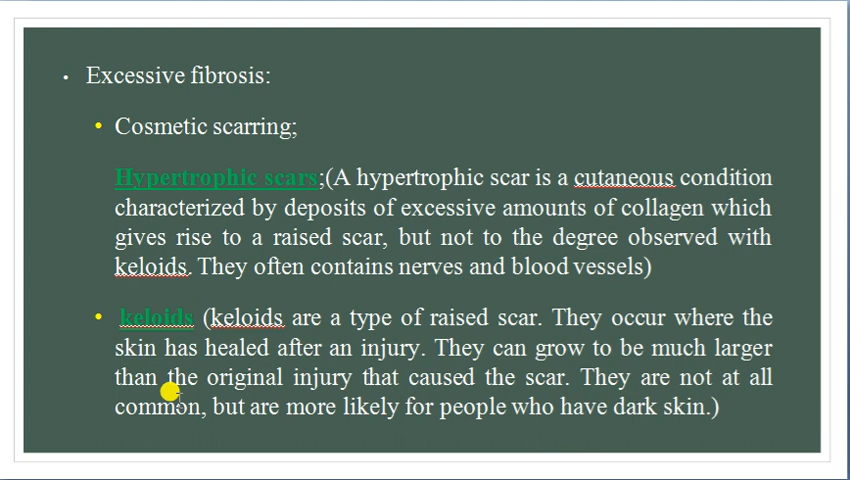 • Excessive fibrosis:
• Cosmetic scarring;
Hypertrophic scars;(A hypertrophic scar is a cutaneous condition
characterized by deposits of excessive amounts of collagen which
gives rise to a raised scar, but not to the degree observed with
keloids. They often contains nerves and blood vessels)
• keloids (keloids are a type of raised scar. They occur where the
skin has healed after an injury. They can grow to be much larger
than the original injury that caused the scar. They are not at all
common, but are more likely for people who have dark skin.)